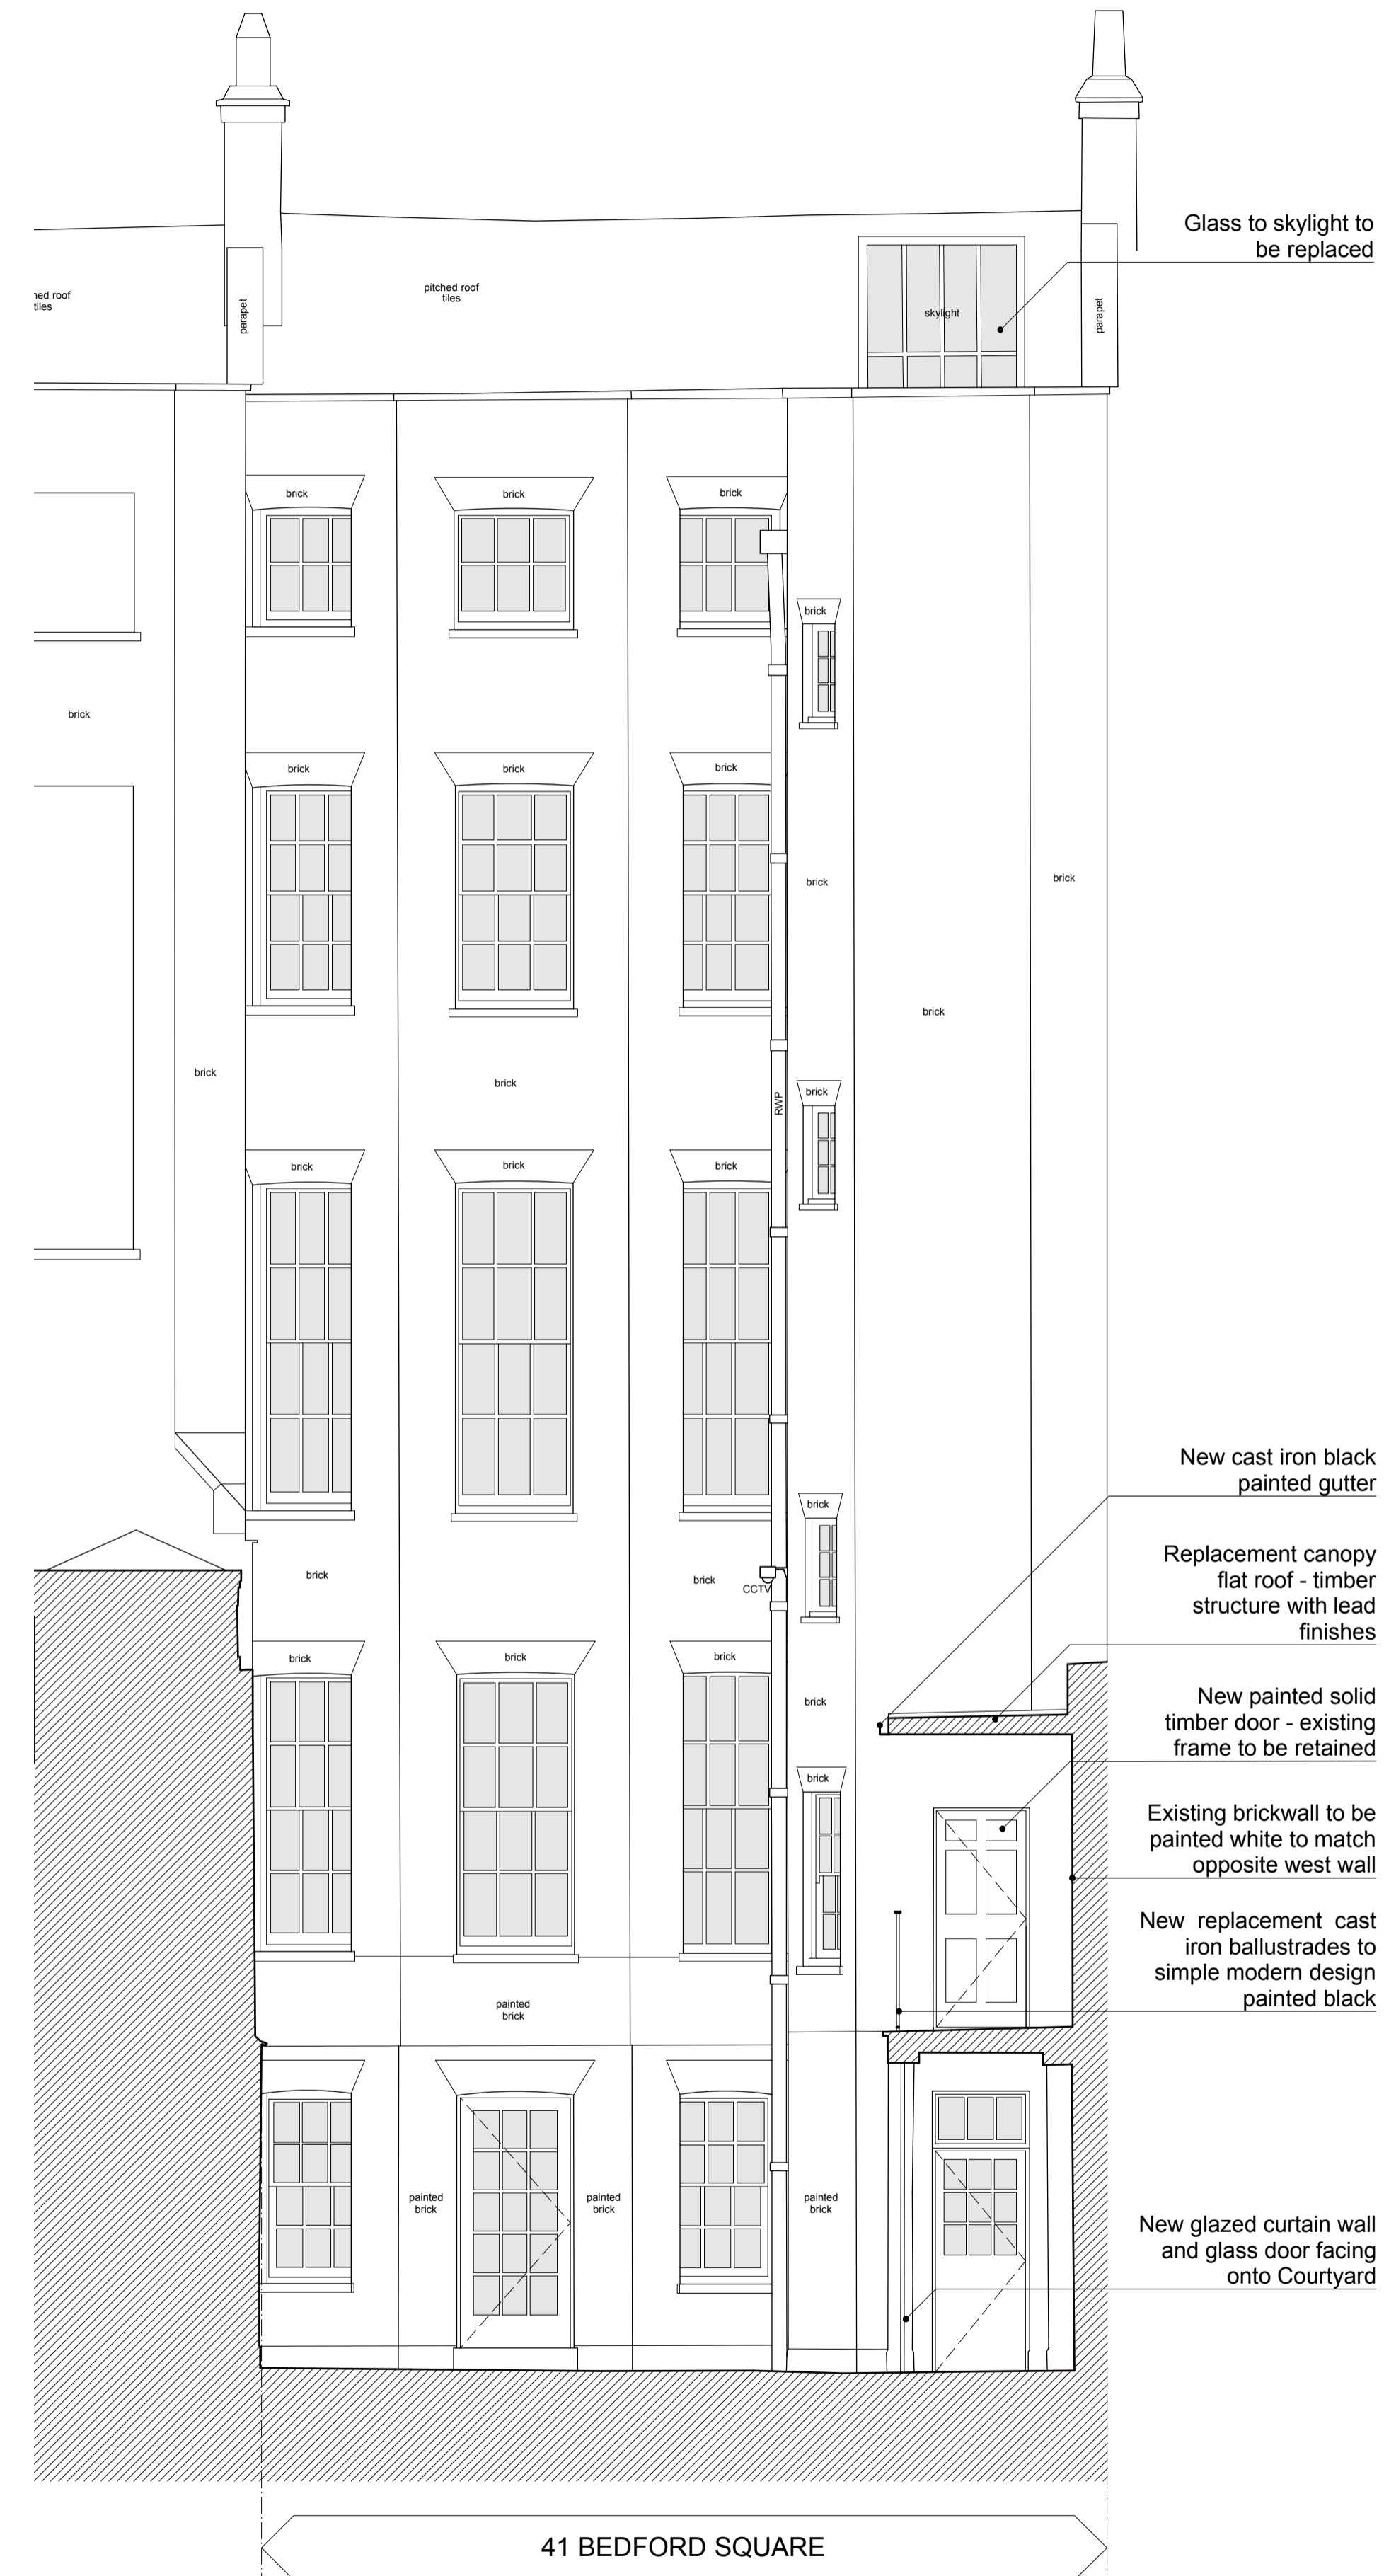 Glass to skylight to
be replaced
pitched roof
tiles
hed roof
tiles
parapet
skylight
parapet
brick
brick
brick
brick
brick
brick
brick
brick
brick
brick
brick
brick
brick
RWP
brick
brick
brick
brick
New cast iron black
painted gutter
brick
Replacement canopy
flat roof - timber
structure with lead
finishes
brick
brick
CCTV
brick
brick
brick
brick
New painted solid
timber door - existing
frame to be retained
brick
Existing brickwall to be
painted white to match
opposite west wall
New replacement cast
iron ballustrades to
simple modern design
painted black
painted
brick
painted
brick
painted
brick
painted
brick
New glazed curtain wall
and glass door facing
onto Courtyard
41 BEDFORD SQUARE